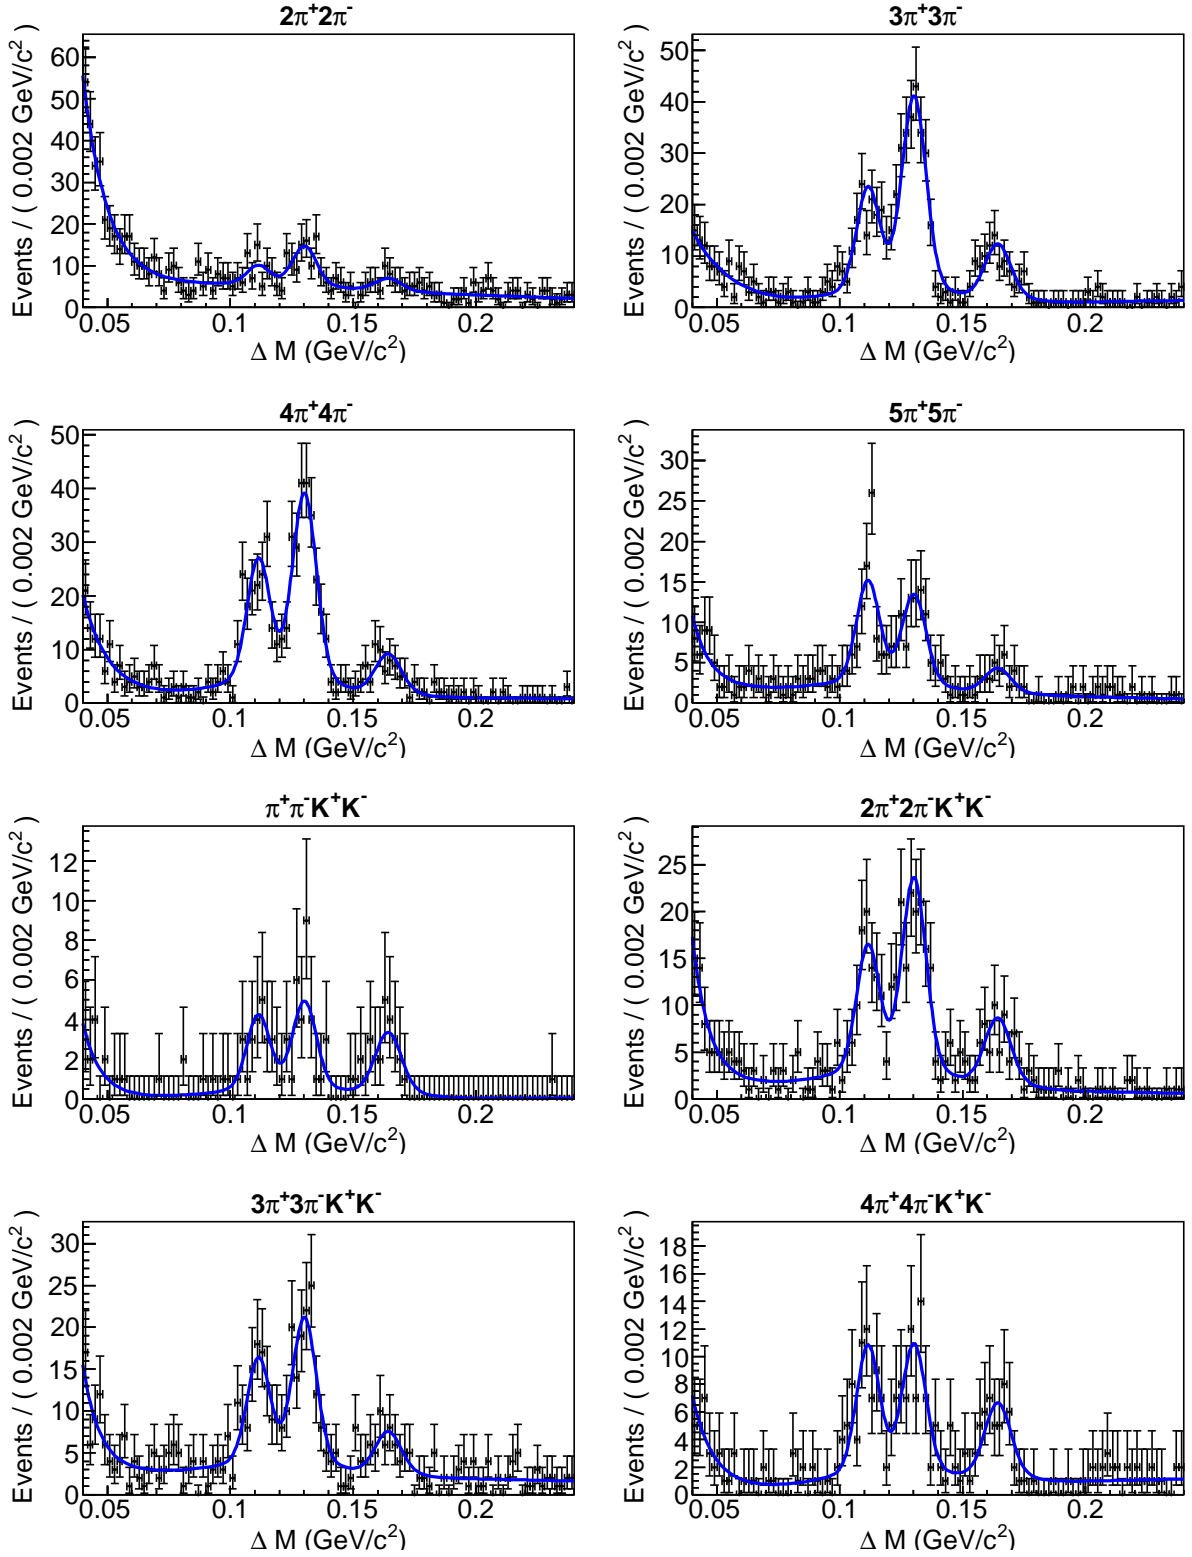 2π⁺2π⁻
Events / ( 0.002 GeV/c² )
60
50
40
30
20
10
0
0.05 0.1 0.15 0.2
Δ M (GeV/c²)
3π⁺3π⁻
Events / ( 0.002 GeV/c² )
50
40
30
20
10
0
0.05 0.1 0.15 0.2
Δ M (GeV/c²)
4π⁺4π⁻
Events / ( 0.002 GeV/c² )
50
40
30
20
10
0
0.05 0.1 0.15 0.2
Δ M (GeV/c²)
5π⁺5π⁻
Events / ( 0.002 GeV/c² )
30
25
20
15
10
5
0
0.05 0.1 0.15 0.2
Δ M (GeV/c²)
π⁺π⁻K⁺K⁻
Events / ( 0.002 GeV/c² )
12
10
8
6
4
2
0
0.05 0.1 0.15 0.2
Δ M (GeV/c²)
2π⁺2π⁻K⁺K⁻
Events / ( 0.002 GeV/c² )
25
20
15
10
5
0
0.05 0.1 0.15 0.2
Δ M (GeV/c²)
3π⁺3π⁻K⁺K⁻
Events / ( 0.002 GeV/c² )
30
25
20
15
10
5
0
0.05 0.1 0.15 0.2
Δ M (GeV/c²)
4π⁺4π⁻K⁺K⁻
Events / ( 0.002 GeV/c² )
18
16
14
12
10
8
6
4
2
0
0.05 0.1 0.15 0.2
Δ M (GeV/c²)